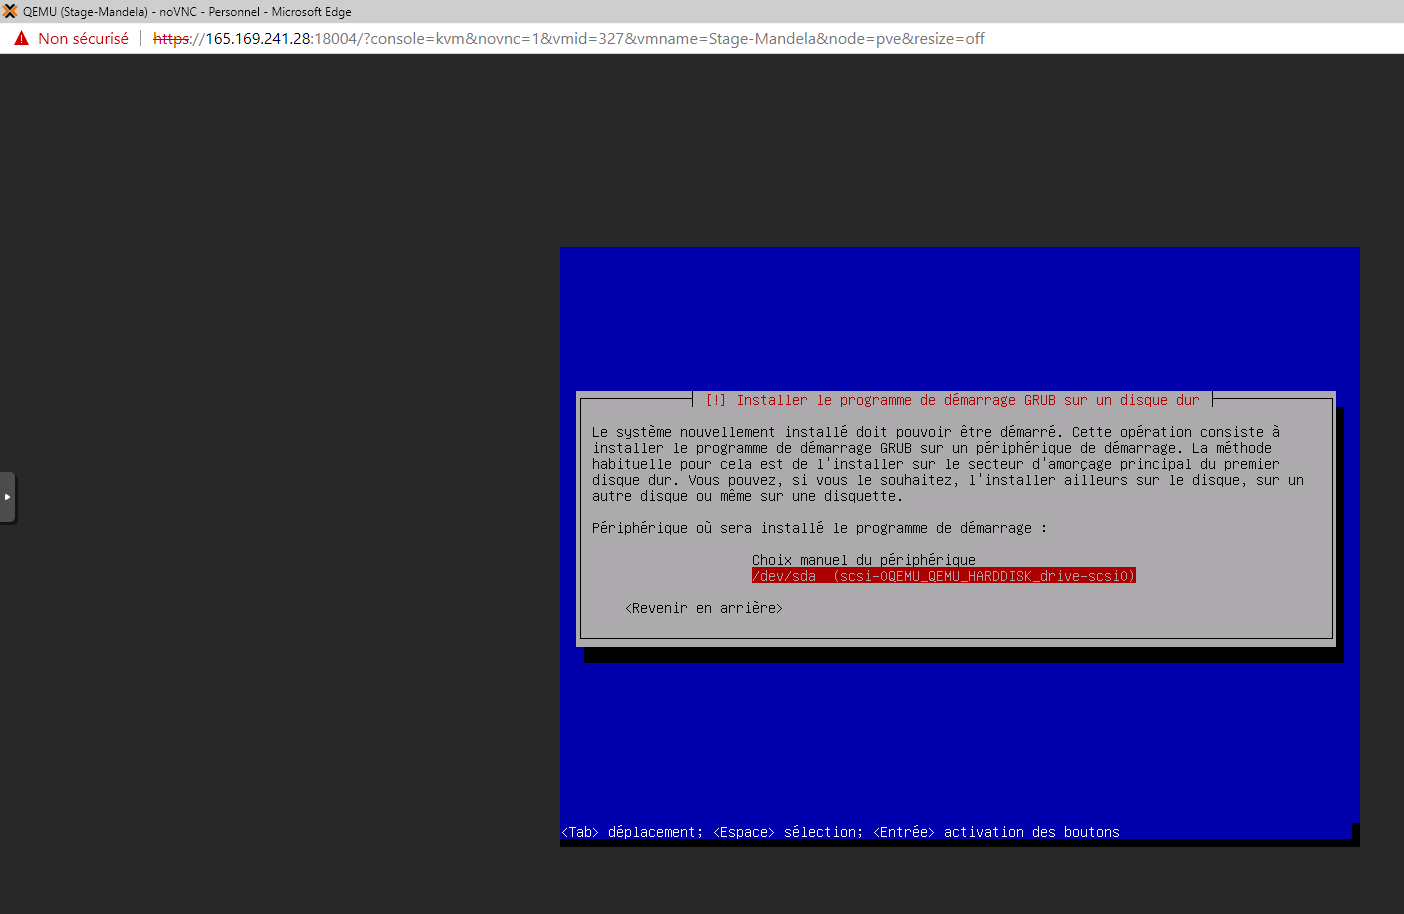 QEMU (Stage-Mandela) - noVNC - Personnel - Microsoft Edge
Non sécurisé | https://165.169.241.28:18004/?console=kvm&novnc=1&vmid=327&vmname=Stage-Mandela&node=pve&resize=off
[!] Installer le programme de démarrage GRUB sur un disque dur
Le système nouvellement installé doit pouvoir être démarré. Cette opération consiste à
installer le programme de démarrage GRUB sur un périphérique de démarrage. La méthode
habituelle pour cela est de l'installer sur le secteur d'amorçage principal du premier
disque dur. Vous pouvez, si vous le souhaitez, l'installer ailleurs sur le disque, sur un
autre disque ou même sur une disquette.
Périphérique où sera installé le programme de démarrage :
Choix manuel du périphérique
/dev/sda  (scsi-0QEMU_QEMU_HARDDISK_drive-scsi0)
<Revenir en arrière>
<Tab> déplacement; <Espace> sélection; <Entrée> activation des boutons